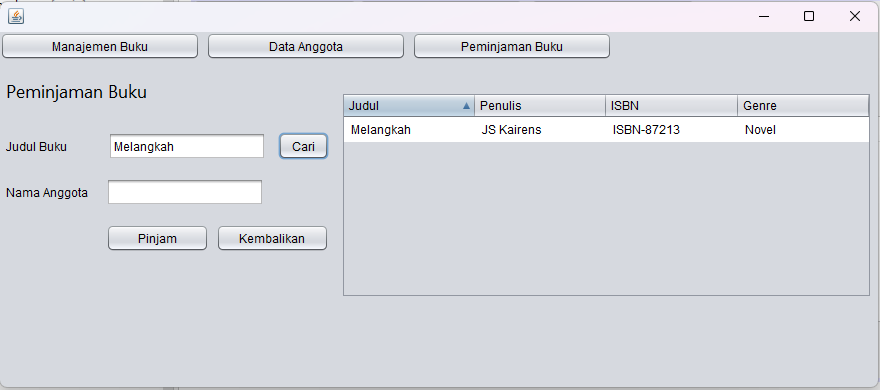 Manajemen Buku Data Anggota Peminjaman Buku
Peminjaman Buku
Judul Buku Melangkah Cari
Nama Anggota
Pinjam Kembalikan
Judul Penulis ISBN Genre
Melangkah JS Kairens ISBN-87213 Novel